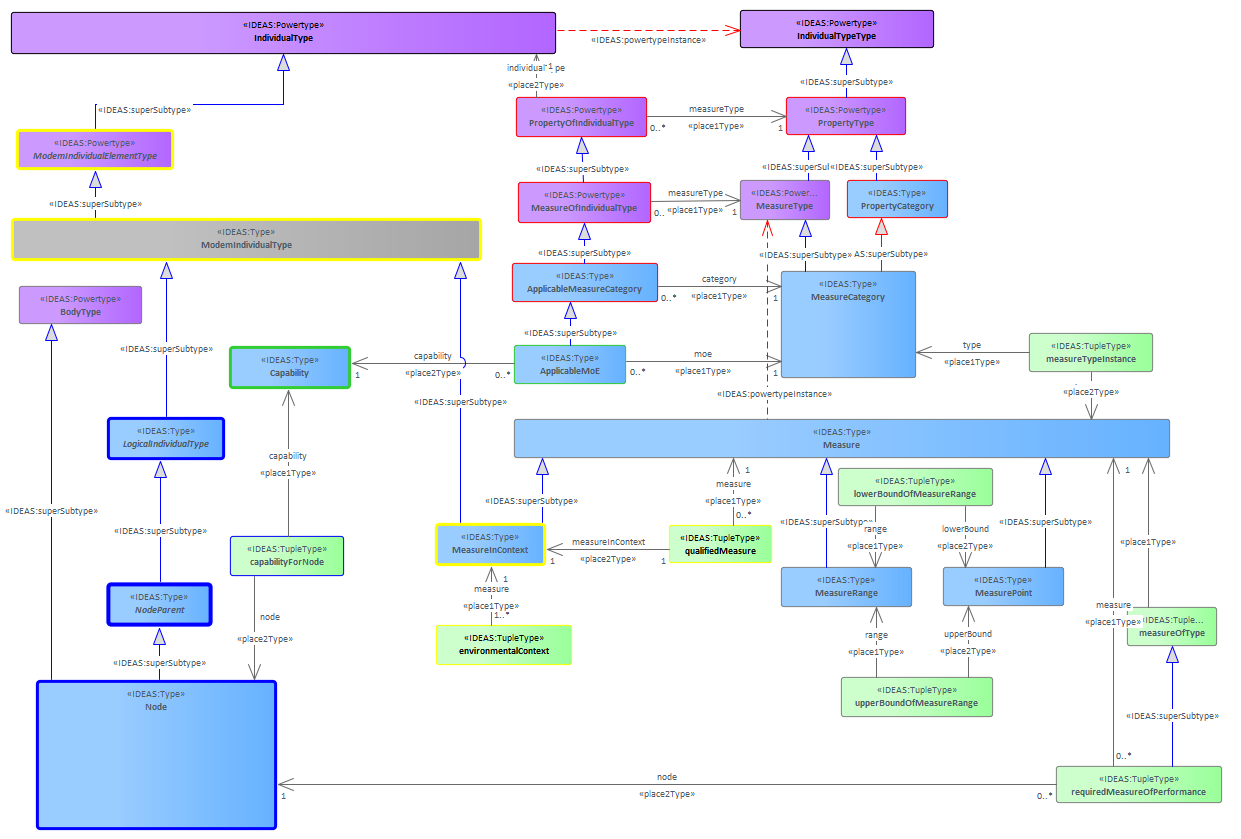 «IDEAS:Powertype»
IndividualType
«IDEAS:powertypeInstance»
«IDEAS:Powertype»
IndividualTypeType
individual
1
pe
«place2Type»
«IDEAS:superSubtype»
«IDEAS:superSubtype»
«IDEAS:Powertype»
PropertyOfIndividualType
measureType
0..*
«place1Type»
1
«IDEAS:Powertype»
PropertyType
«IDEAS:Powertype»
ModemIndividualElementType
«IDEAS:superSubtype»
«IDEAS:superSu
«IDEAS:superSubtype»
«IDEAS:superSubtype»
«IDEAS:Powertype»
MeasureOfIndividualType
measureType
0..
«place1Type»
1
«IDEAS:Power...
MeasureType
«IDEAS:Type»
PropertyCategory
«IDEAS:Type»
ModemIndividualType
«IDEAS:superSubtype»
«IDEAS:superSubtype»
AS:superSubtype»
«IDEAS:Type»
ApplicableMeasureCategory
category
0..*
«place1Type»
1
«IDEAS:Type»
MeasureCategory
«IDEAS:Powertype»
BodyType
«IDEAS:superSubtype»
«IDEAS:superSubtype»
«IDEAS:Type»
Capability
capability
1
«place2Type»
0..*
«IDEAS:Type»
ApplicableMoE
moe
0..*
«place1Type»
1
type
«place1Type»
«IDEAS:TupleType»
measureTypeInstance
«place2Type»
«IDEAS:superSubtype»
«IDEAS:powertypeInstance»
«IDEAS:Type»
LogicalIndividualType
«IDEAS:Type»
Measure
capability
«place1Type»
«IDEAS:superSubtype»
«IDEAS:superSubtype»
«IDEAS:superSubtype»
1
measure
«place1Type»
0..*
«IDEAS:TupleType»
lowerBoundOfMeasureRange
1
«IDEAS:superSubtype»
«IDEAS:superSubtype»
range
«place1Type»
lowerBound
«place2Type»
«place1Type»
«IDEAS:TupleType»
capabilityForNode
«IDEAS:Type»
MeasureInContext
measureInContext
1
«place2Type»
1
«IDEAS:TupleType»
qualifiedMeasure
«IDEAS:Type»
NodeParent
1
measure
«place1Type»
1..*
«IDEAS:Type»
MeasureRange
«IDEAS:Type»
MeasurePoint
measure
«place1Type»
«IDEAS:Tuple...
measureOfType
node
«place2Type»
«IDEAS:superSubtype»
«IDEAS:TupleType»
environmentalContext
range
«place1Type»
upperBound
«place2Type»
«IDEAS:Type»
Node
«IDEAS:TupleType»
upperBoundOfMeasureRange
«IDEAS:superSubtype»
0..*
node
1
«place2Type»
0..*
«IDEAS:TupleType»
requiredMeasureOfPerformance